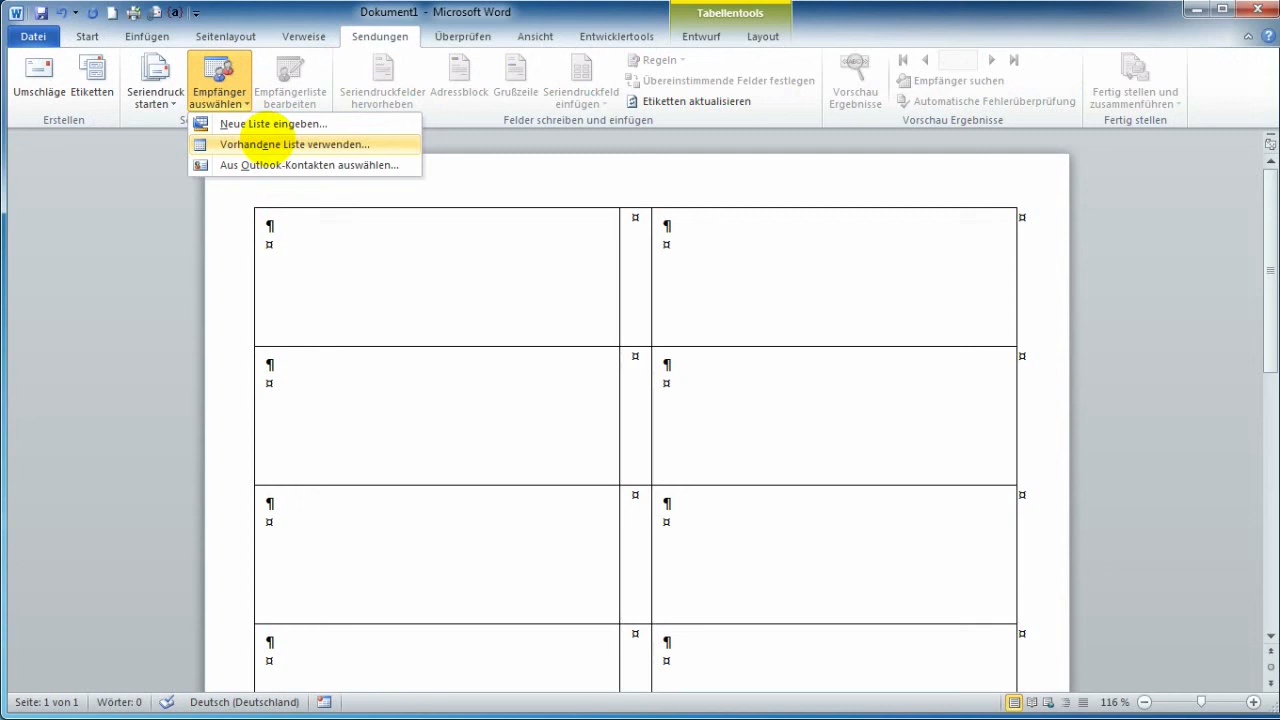 Dokument1 - Microsoft Word
Tabellentools
Datei Start Einfügen Seitenlayout Verweise Sendungen Überprüfen Ansicht Entwicklertools Entwurf Layout
Umschläge Etiketten
Erstellen
Seriendruck starten
Empfänger auswählen
Empfängerliste bearbeiten
Seriendruckfelder hervorheben
Adressblock
Grußzeile
Seriendruckfeld einfügen
Regeln
Übereinstimmende Felder festlegen
Etiketten aktualisieren
Felder schreiben und einfügen
Vorschau Ergebnisse
Empfänger suchen
Automatische Fehlerüberprüfung
Vorschau Ergebnisse
Fertig stellen und zusammenführen
Fertig stellen
Neue Liste eingeben...
Vorhandene Liste verwenden...
Aus Outlook-Kontakten auswählen...
Seite: 1 von 1 Wörter: 0 Deutsch (Deutschland) 116 %